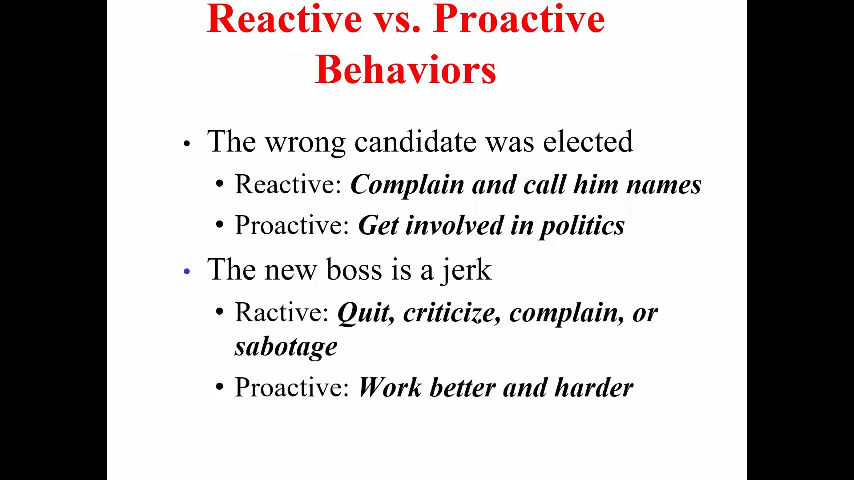 Reactive vs. Proactive
Behaviors
• The wrong candidate was elected
• Reactive: Complain and call him names
• Proactive: Get involved in politics
• The new boss is a jerk
• Ractive: Quit, criticize, complain, or
sabotage
• Proactive: Work better and harder